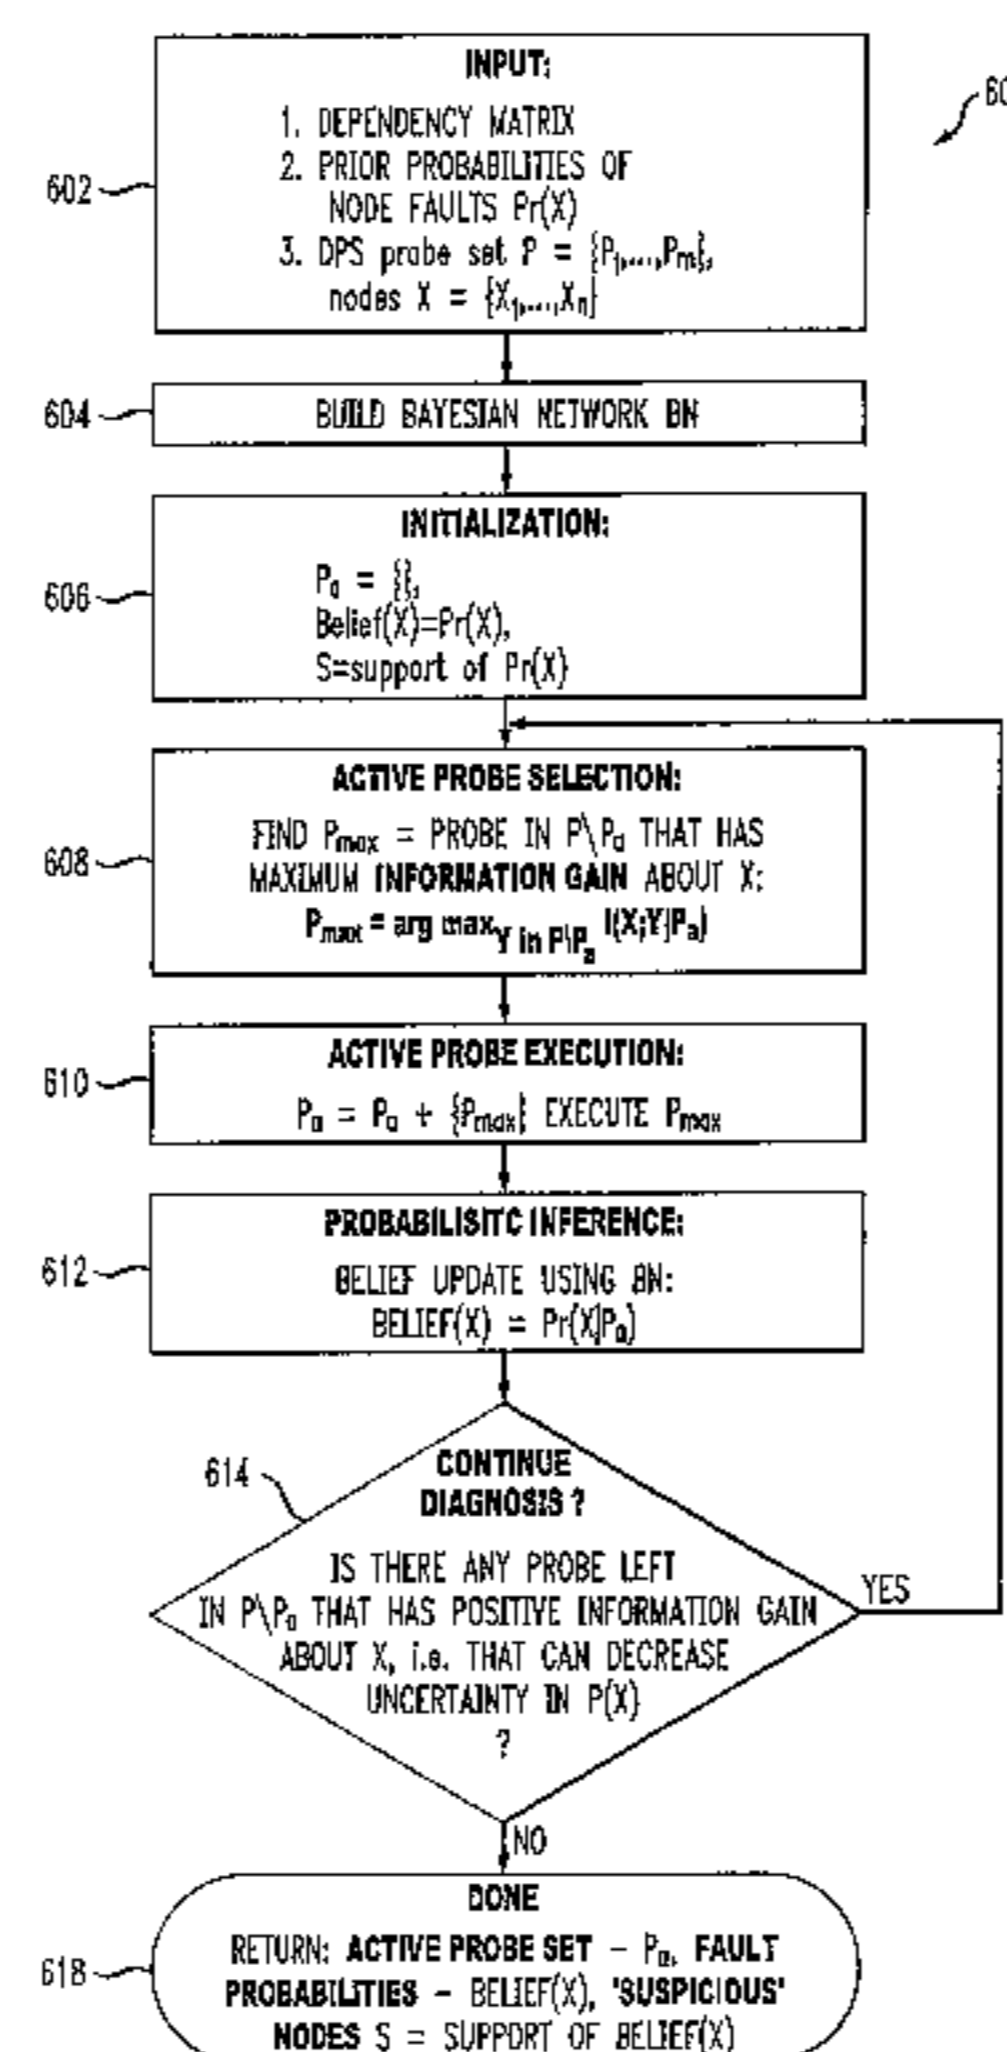 60
INPUT:
1. DEPENDENCY MATRIX
2. PRIOR PROBABILITIES OF
NODE FAULTS Pr(X)
3. DPS probe set P = {P1,...,Pm},
nodes X = {X1,...,Xn}
602
604
BUILD BAYESIAN NETWORK BN
INITIALIZATION:
Pa = {},
Belief(X)=Pr(X),
S=support of Pr(X)
606
ACTIVE PROBE SELECTION:
FIND Pmax = PROBE IN P\Pa THAT HAS
MAXIMUM INFORMATION GAIN ABOUT X:
Pmax = arg max Y in P\Pa I(X;Y|Pa)
608
ACTIVE PROBE EXECUTION:
Pa = Pa + {Pmax} EXECUTE Pmax
610
PROBABILISITC INFERENCE:
BELIEF UPDATE USING BN:
BELIEF(X) = Pr(X|Pa)
612
614
CONTINUE
DIAGNOSIS ?
IS THERE ANY PROBE LEFT
IN P\Pa THAT HAS POSITIVE INFORMATION GAIN
ABOUT X, i.e. THAT CAN DECREASE
UNCERTAINTY IN P(X)
?
YES
NO
DONE
RETURN: ACTIVE PROBE SET - Pa, FAULT
PROBABILITIES - BELIEF(X), 'SUSPICIOUS'
NODES S = SUPPORT OF BELIEF(X)
618